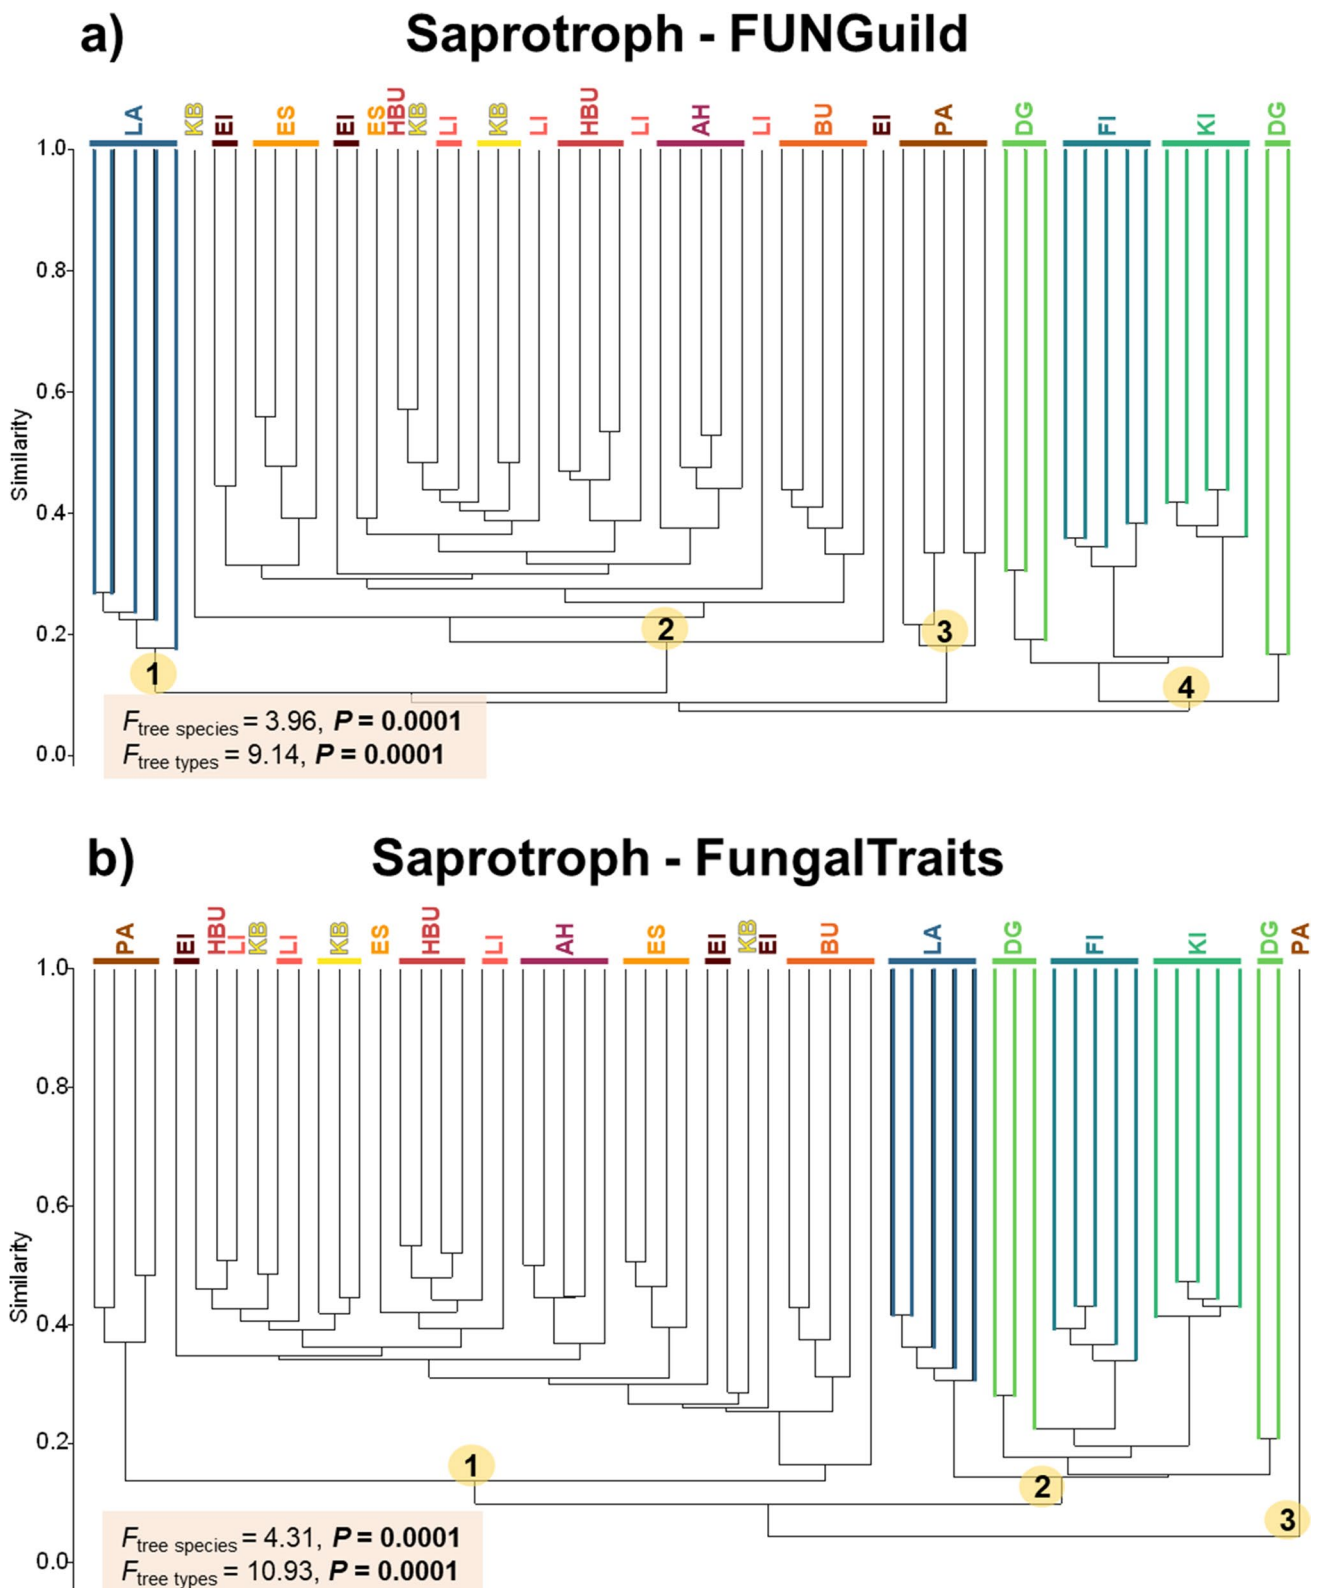 a) Saprotroph - FUNGuild
LA KB EI ES EI ES HBU KB LI KB LI HBU LI AH LI BU EI PA DG FI KI DG
1.0
0.8
0.6
0.4
0.2
0.0
Similarity
1 2 3 4
Ftree species = 3.96, P = 0.0001
Ftree types = 9.14, P = 0.0001
b) Saprotroph - FungalTraits
PA EI HBU LI KB LI KB ES HBU LI AH ES EI KB EI BU LA DG FI KI DG PA
1.0
0.8
0.6
0.4
0.2
0.0
Similarity
1 2 3
Ftree species = 4.31, P = 0.0001
Ftree types = 10.93, P = 0.0001